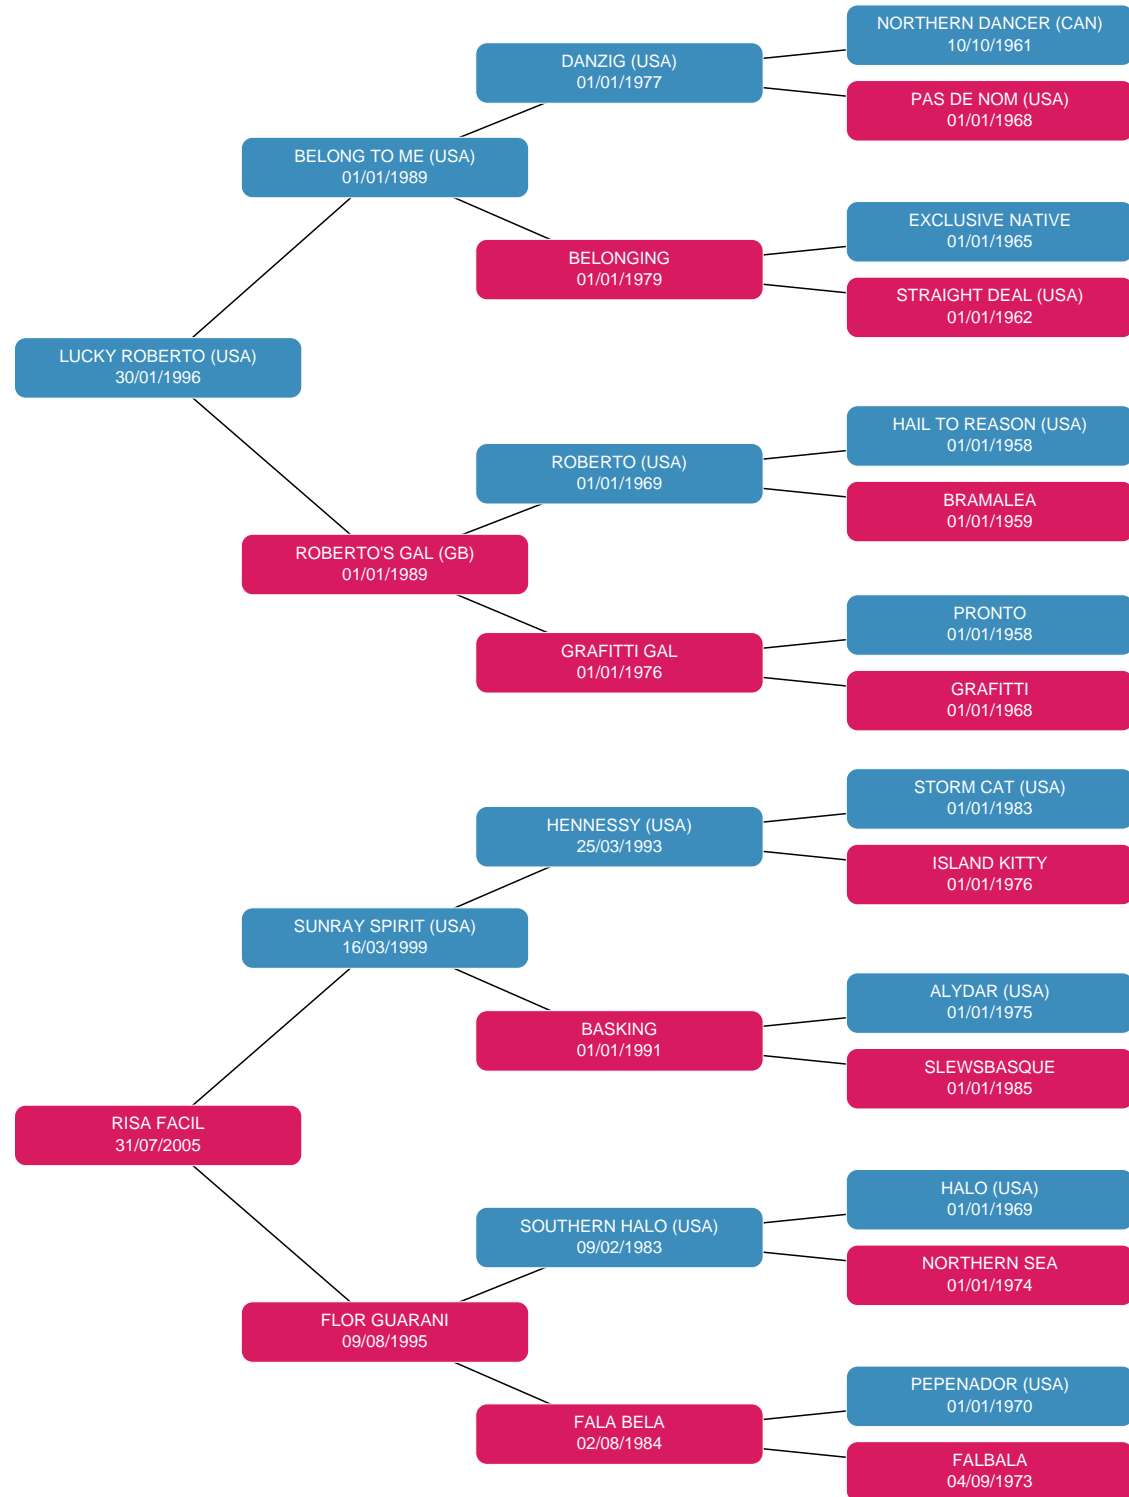 NORTHERN DANCER (CAN)
10/10/1961
DANZIG (USA)
01/01/1977
PAS DE NOM (USA)
01/01/1968
BELONG TO ME (USA)
01/01/1989
EXCLUSIVE NATIVE
01/01/1965
BELONGING
01/01/1979
STRAIGHT DEAL (USA)
01/01/1962
LUCKY ROBERTO (USA)
30/01/1996
HAIL TO REASON (USA)
01/01/1958
ROBERTO (USA)
01/01/1969
BRAMALEA
01/01/1959
ROBERTO'S GAL (GB)
01/01/1989
PRONTO
01/01/1958
GRAFITTI GAL
01/01/1976
GRAFITTI
01/01/1968
STORM CAT (USA)
01/01/1983
HENNESSY (USA)
25/03/1993
ISLAND KITTY
01/01/1976
SUNRAY SPIRIT (USA)
16/03/1999
ALYDAR (USA)
01/01/1975
BASKING
01/01/1991
SLEWSBASQUE
01/01/1985
RISA FACIL
31/07/2005
HALO (USA)
01/01/1969
SOUTHERN HALO (USA)
09/02/1983
NORTHERN SEA
01/01/1974
FLOR GUARANI
09/08/1995
PEPENADOR (USA)
01/01/1970
FALA BELA
02/08/1984
FALBALA
04/09/1973